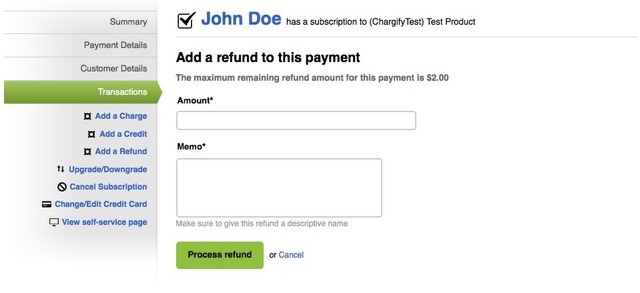 Summary
Payment Details
Customer Details
Transactions
Add a Charge
Add a Credit
Add a Refund
Upgrade/Downgrade
Cancel Subscription
Change/Edit Credit Card
View self-service page
John Doe has a subscription to (ChargifyTest) Test Product
Add a refund to this payment
The maximum remaining refund amount for this payment is $2.00
Amount*
Memo*
Make sure to give this refund a descriptive name
Process refund or Cancel